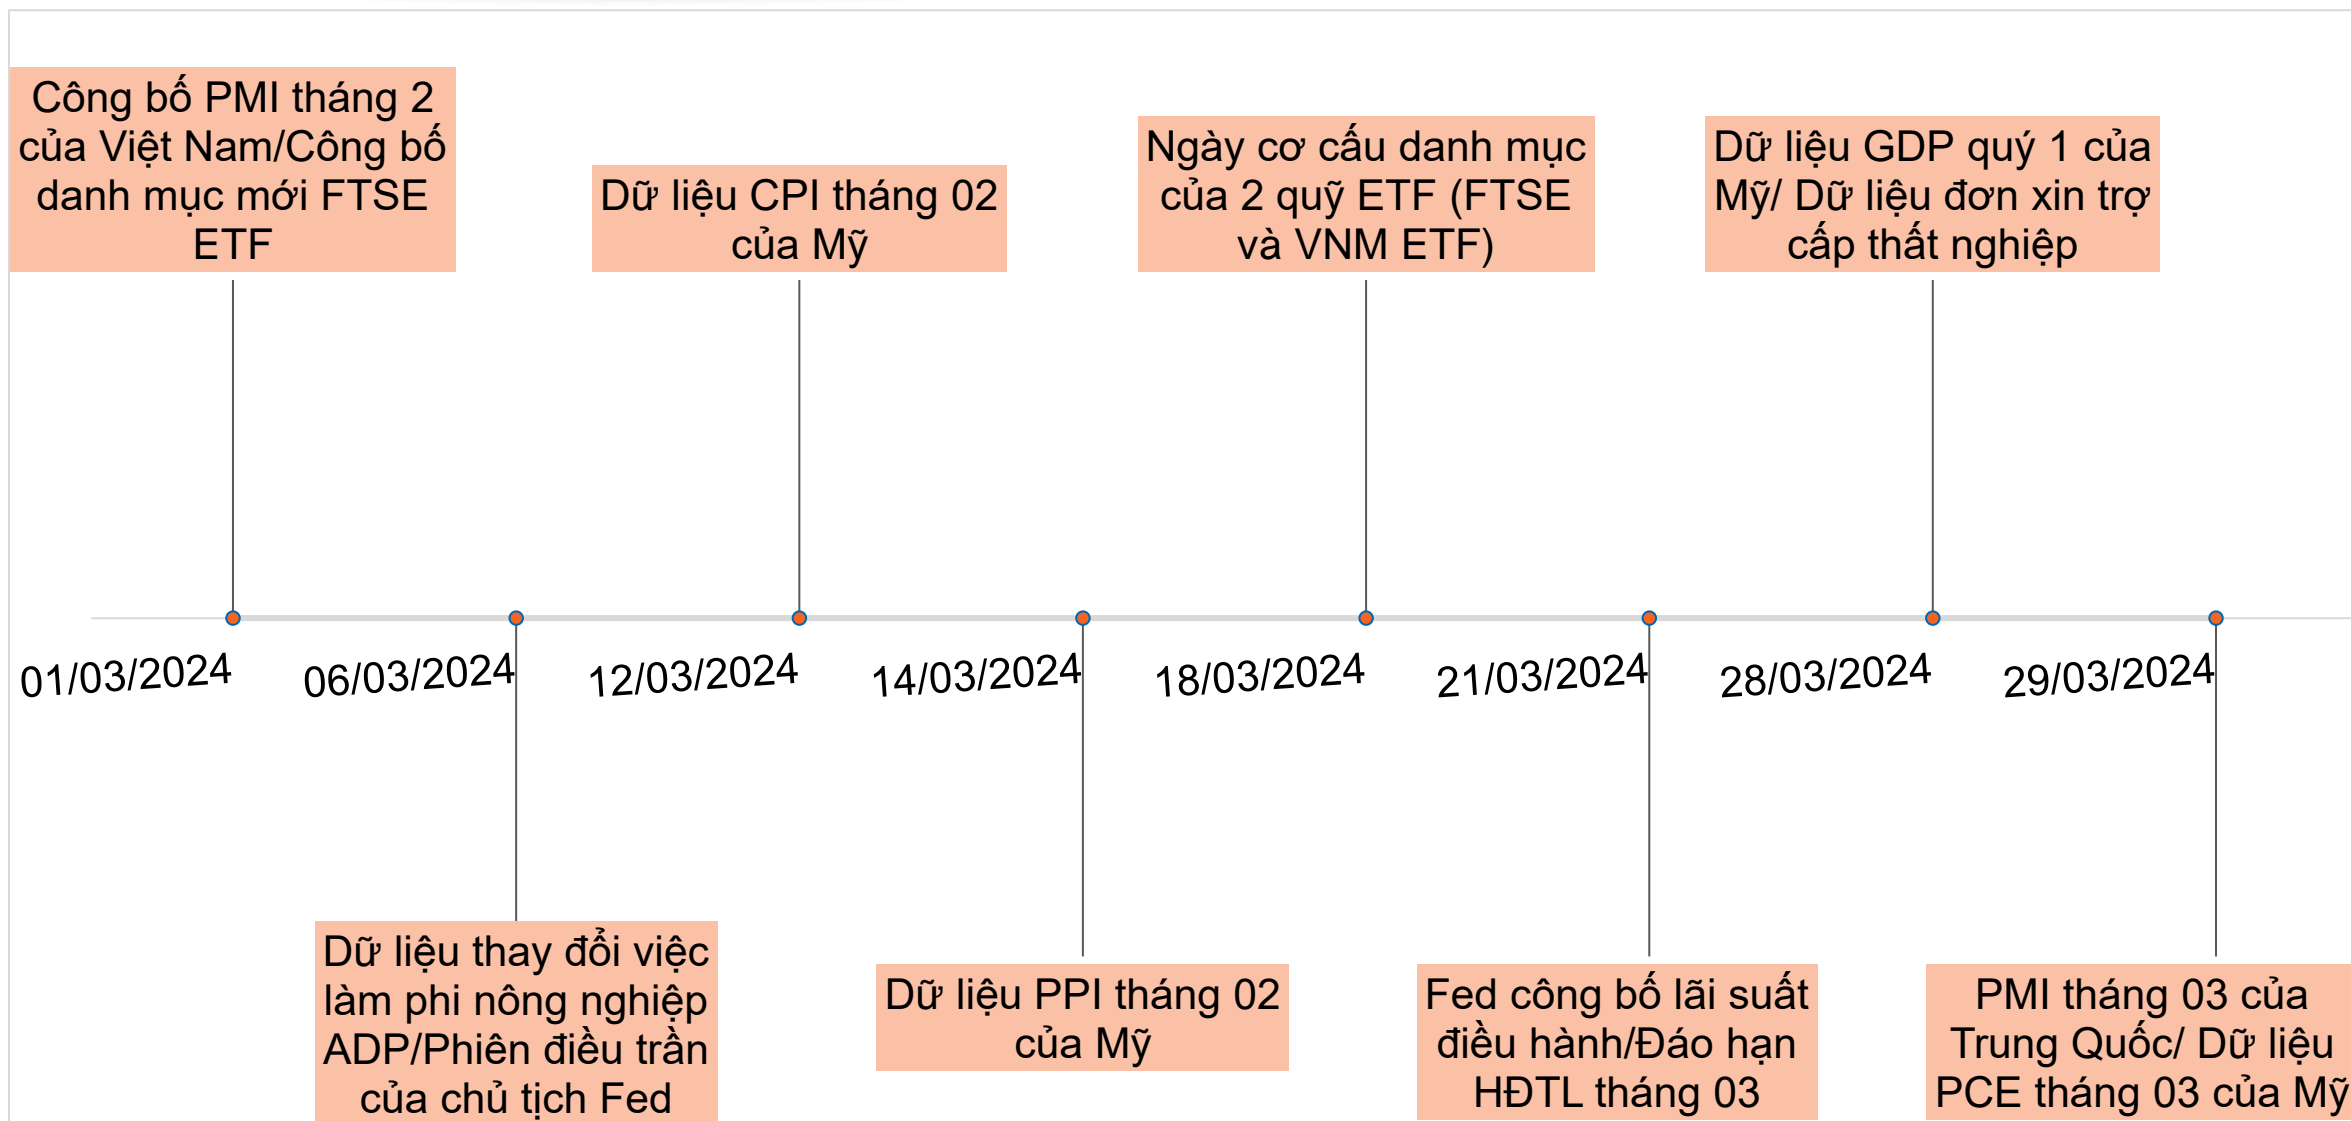 Công bố PMI tháng 2
của Việt Nam/Công bố
danh mục mới FTSE
ETF
Dữ liệu CPI tháng 02
của Mỹ
Ngày cơ cấu danh mục
của 2 quỹ ETF (FTSE
và VNM ETF)
Dữ liệu GDP quý 1 của
Mỹ/ Dữ liệu đơn xin trợ
cấp thất nghiệp
01/03/2024
06/03/2024
12/03/2024
14/03/2024
18/03/2024
21/03/2024
28/03/2024
29/03/2024
Dữ liệu thay đổi việc
làm phi nông nghiệp
ADP/Phiên điều trần
của chủ tịch Fed
Dữ liệu PPI tháng 02
của Mỹ
Fed công bố lãi suất
điều hành/Đáo hạn
HĐTL tháng 03
PMI tháng 03 của
Trung Quốc/ Dữ liệu
PCE tháng 03 của Mỹ